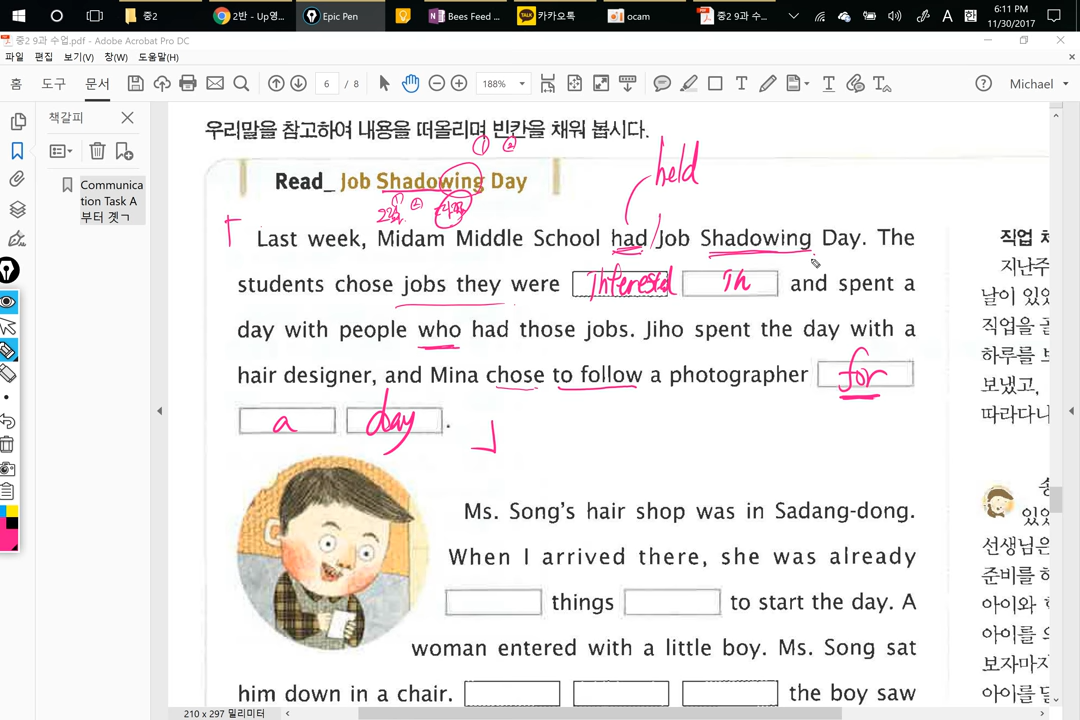 중2
2반 - Up영...
Epic Pen
Bees Feed ...
카카오톡
ocam
중2 9과 수...
A
한
6:11 PM
11/30/2017
중2 9과 수업.pdf - Adobe Acrobat Pro DC
파일 편집 보기(V) 창(W) 도움말(H)
홈 도구 문서
6 / 8
188%
Michael
책갈피
Communica
tion Task A
부터 곗ㄱ
우리말을 참고하여 내용을 떠올리며 빈칸을 채워 봅시다.
① ②
held
Read_ Job Shadowing Day
① ②
Last week, Midam Middle School had Job Shadowing Day. The
students chose jobs they were interested in and spent a
day with people who had those jobs. Jiho spent the day with a
hair designer, and Mina chose to follow a photographer for
a day.
Ms. Song's hair shop was in Sadang-dong.
When I arrived there, she was already
things to start the day. A
woman entered with a little boy. Ms. Song sat
him down in a chair. the boy saw
직업 체
지난주
날이 있었
직업을 골
하루를 보
보냈고,
따라다니
송
있었
선생님은
준비를 하
아이와 함
아이를 의
보자마자
아이를 달
210 x 297 밀리미터